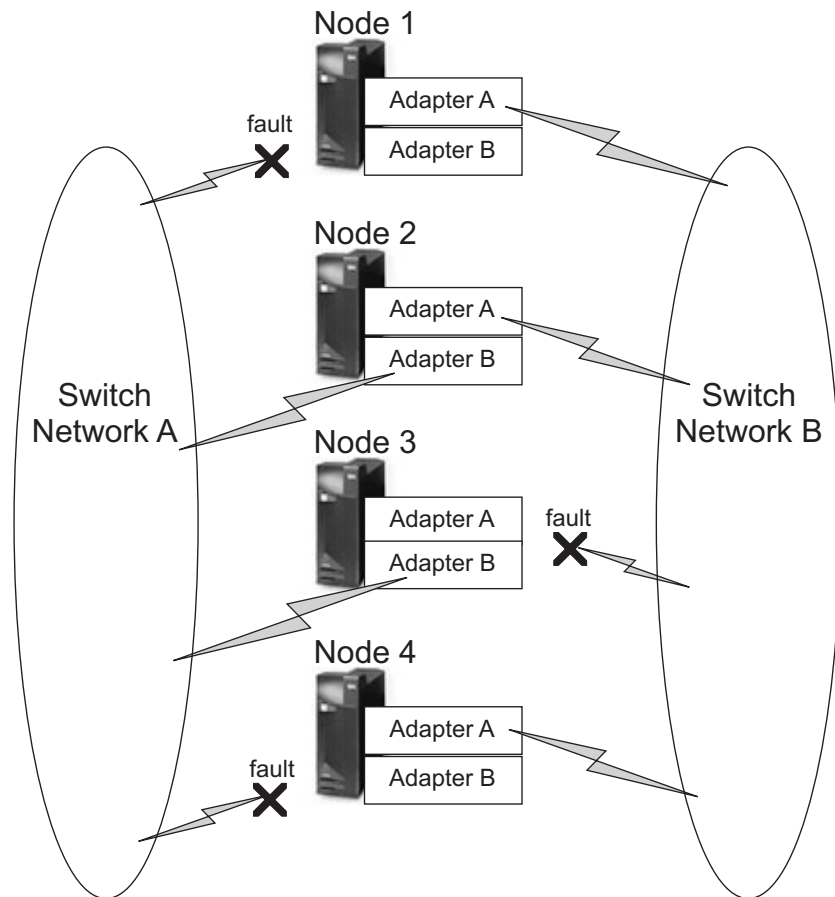 Node 1
Adapter A
fault
Adapter B
Node 2
Adapter A
Adapter B
Switch
Network A
Switch
Network B
Node 3
Adapter A
fault
Adapter B
Node 4
Adapter A
fault
Adapter B